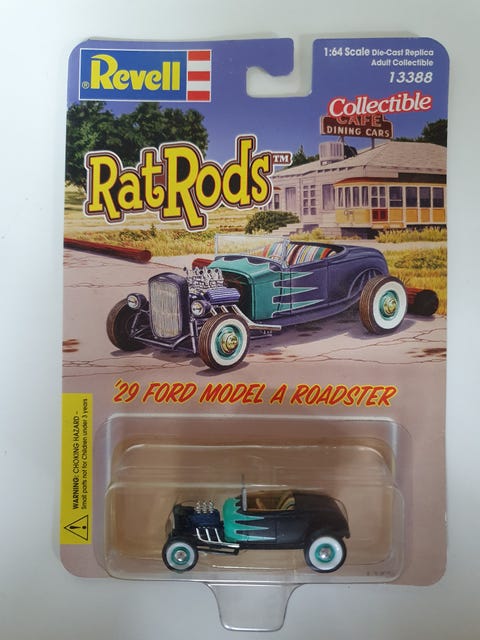 Revell
®
1:64 Scale Die-Cast Replica
Adult Collectible
13388
Collectible
CAFE
DINING CARS
RatRods™
'29 FORD MODEL A ROADSTER
WARNING: CHOKING HAZARD –
Small parts not for Children under 3 years